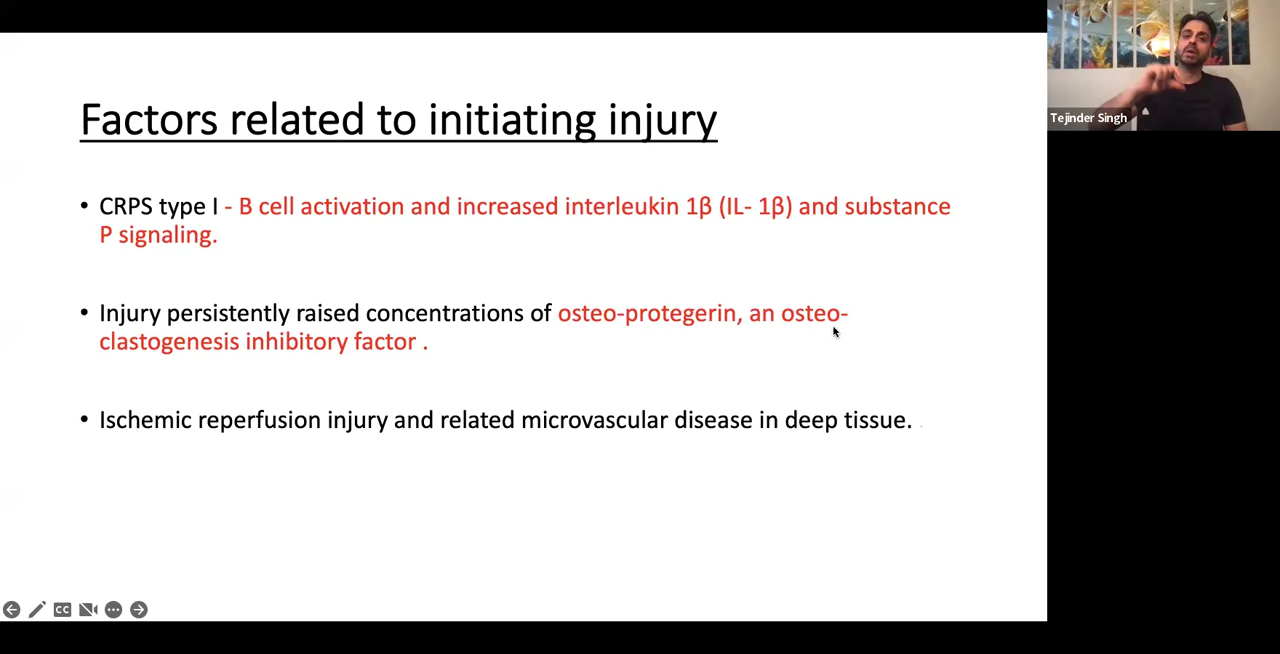 Factors related to initiating injury
• CRPS type I - B cell activation and increased interleukin 1β (IL- 1β) and substance
P signaling.
• Injury persistently raised concentrations of osteo-protegerin, an osteo-
clastogenesis inhibitory factor .
• Ischemic reperfusion injury and related microvascular disease in deep tissue. .
Tejinder Singh
CC